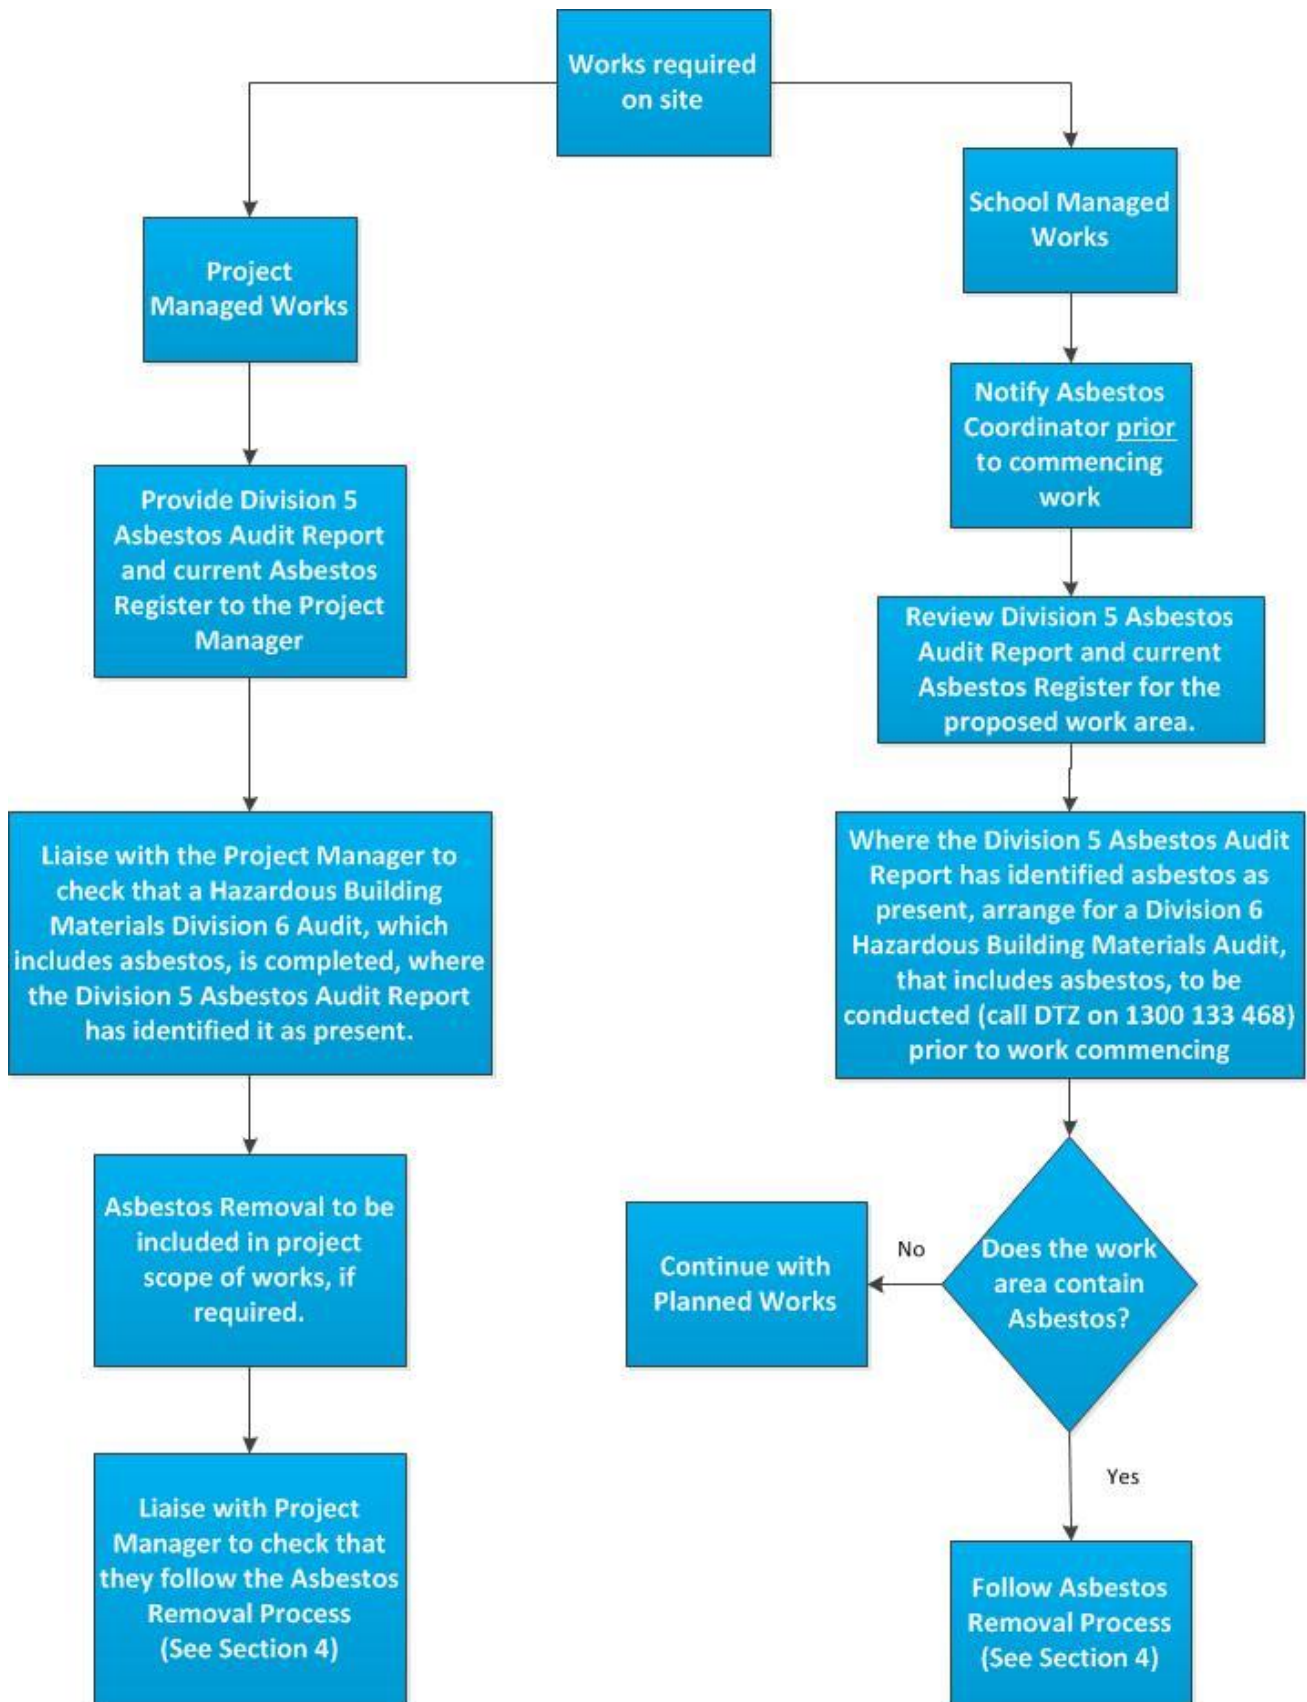 Works required
on site
Project
Managed Works
Provide Division 5
Asbestos Audit Report
and current Asbestos
Register to the Project
Manager
Liaise with the Project Manager to
check that a Hazardous Building
Materials Division 6 Audit, which
includes asbestos, is completed, where
the Division 5 Asbestos Audit Report
has identified it as present.
Asbestos Removal to be
included in project
scope of works, if
required.
Liaise with Project
Manager to check that
they follow the Asbestos
Removal Process
(See Section 4)
School Managed
Works
Notify Asbestos
Coordinator prior
to commencing
work
Review Division 5 Asbestos
Audit Report and current
Asbestos Register for the
proposed work area.
Where the Division 5 Asbestos Audit
Report has identified asbestos as
present, arrange for a Division 6
Hazardous Building Materials Audit,
that includes asbestos, to be
conducted (call DTZ on 1300 133 468)
prior to work commencing
Does the work
area contain
Asbestos?
No
Continue with
Planned Works
Yes
Follow Asbestos
Removal Process
(See Section 4)